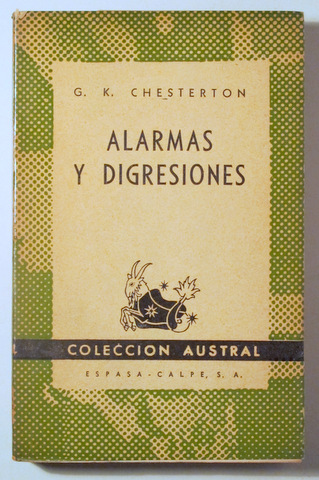 G. K. CHESTERTON
ALARMAS
Y DIGRESIONES
COLECCION AUSTRAL
ESPASA-CALPE, S. A.